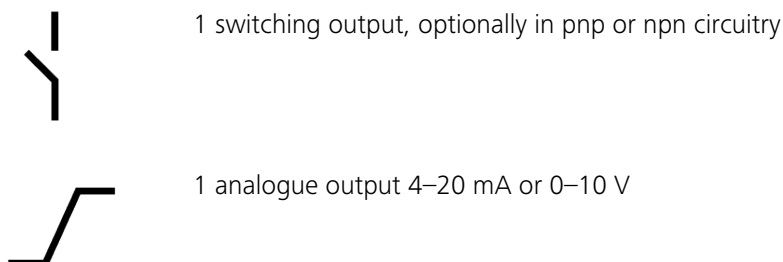 1 switching output, optionally in pnp or npn circuitry
1 analogue output 4–20 mA or 0–10 V